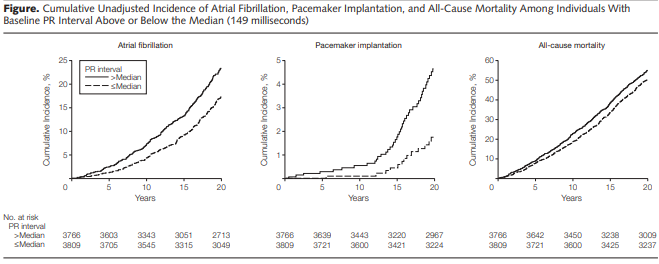 Figure. Cumulative Unadjusted Incidence of Atrial Fibrillation, Pacemaker Implantation, and All-Cause Mortality Among Individuals With
Baseline PR Interval Above or Below the Median (149 milliseconds)
Atrial fibrillation
25
20
15
10
5
0
Cumulative Incidence, %
PR interval
>Median
≤Median
0 5 10 15 20
Years
Pacemaker implantation
5
4
3
2
1
Cumulative Incidence, %
0 5 10 15 20
Years
All-cause mortality
60
50
40
30
20
10
Cumulative Incidence, %
0 5 10 15 20
Years
No. at risk
PR interval
>Median 3766 3603 3343 3051 2713 3766 3639 3443 3220 2967 3766 3642 3450 3238 3009
≤Median 3809 3705 3545 3315 3049 3809 3721 3600 3421 3224 3809 3721 3600 3425 3237